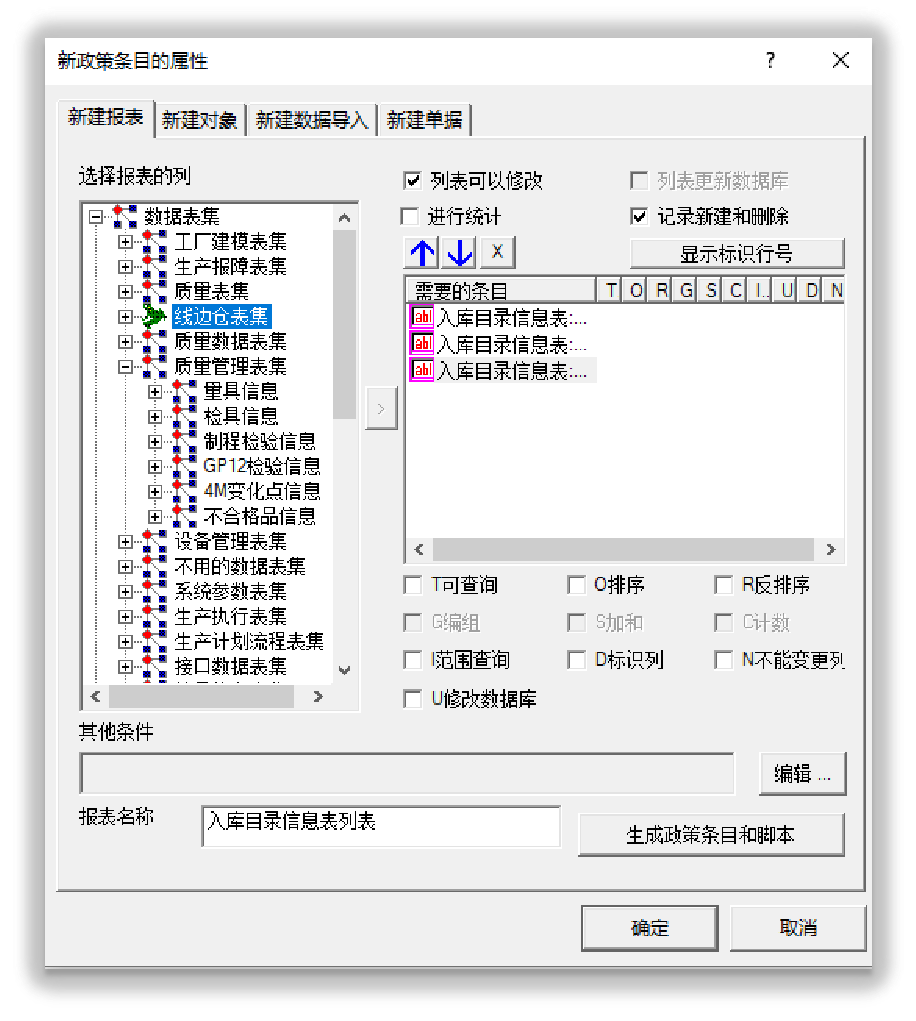 新政策条目的属性
新建报表 新建对象 新建数据导入 新建单据
选择报表的列
数据表集
工厂建模表集
生产报障表集
质量表集
线边仓表集
质量数据表集
质量管理表集
量具信息
检具信息
制程检验信息
GP12检验信息
4M变化点信息
不合格品信息
设备管理表集
不用的数据表集
系统参数表集
生产执行表集
生产计划流程表集
接口数据表集
列表可以修改 列表更新数据库
进行统计 记录新建和删除
X 显示标识行号
需要的条目 T O R G S C I.. U D N
入库目录信息表:...
入库目录信息表:...
入库目录信息表:...
T可查询 O排序 R反排序
G编组 S加和 C计数
I范围查询 D标识列 N不能变更列
U修改数据库
其他条件
编辑 ...
报表名称 入库目录信息表列表
生成政策条目和脚本
确定 取消